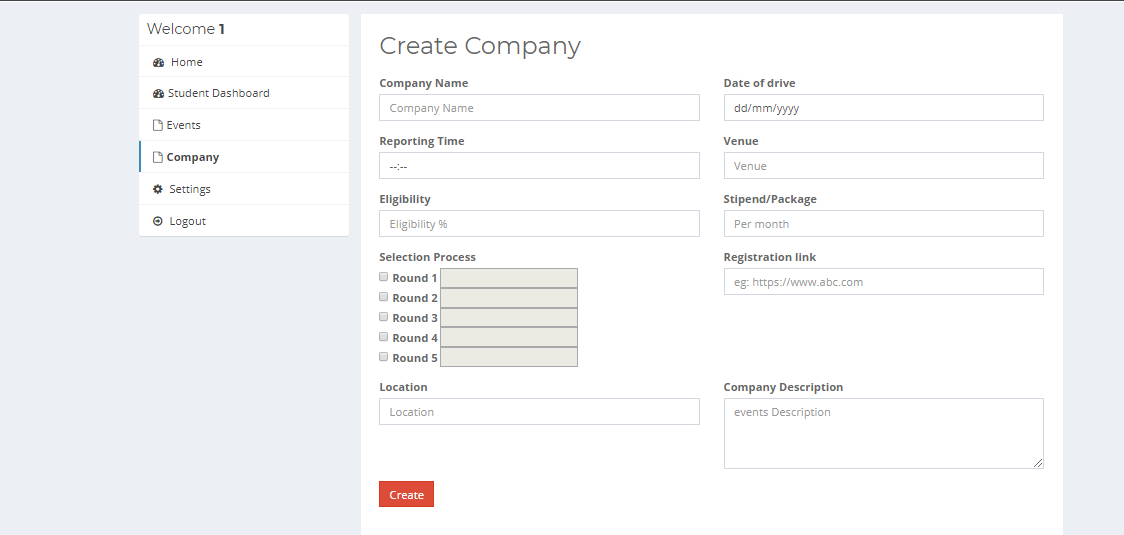 Welcome 1
Home
Student Dashboard
Events
Company
Settings
Logout
Create Company
Company Name
Company Name
Date of drive
dd/mm/yyyy
Reporting Time
--:--
Venue
Venue
Eligibility
Eligibility %
Stipend/Package
Per month
Selection Process
Round 1
Round 2
Round 3
Round 4
Round 5
Registration link
eg: https://www.abc.com
Location
Location
Company Description
events Description
Create